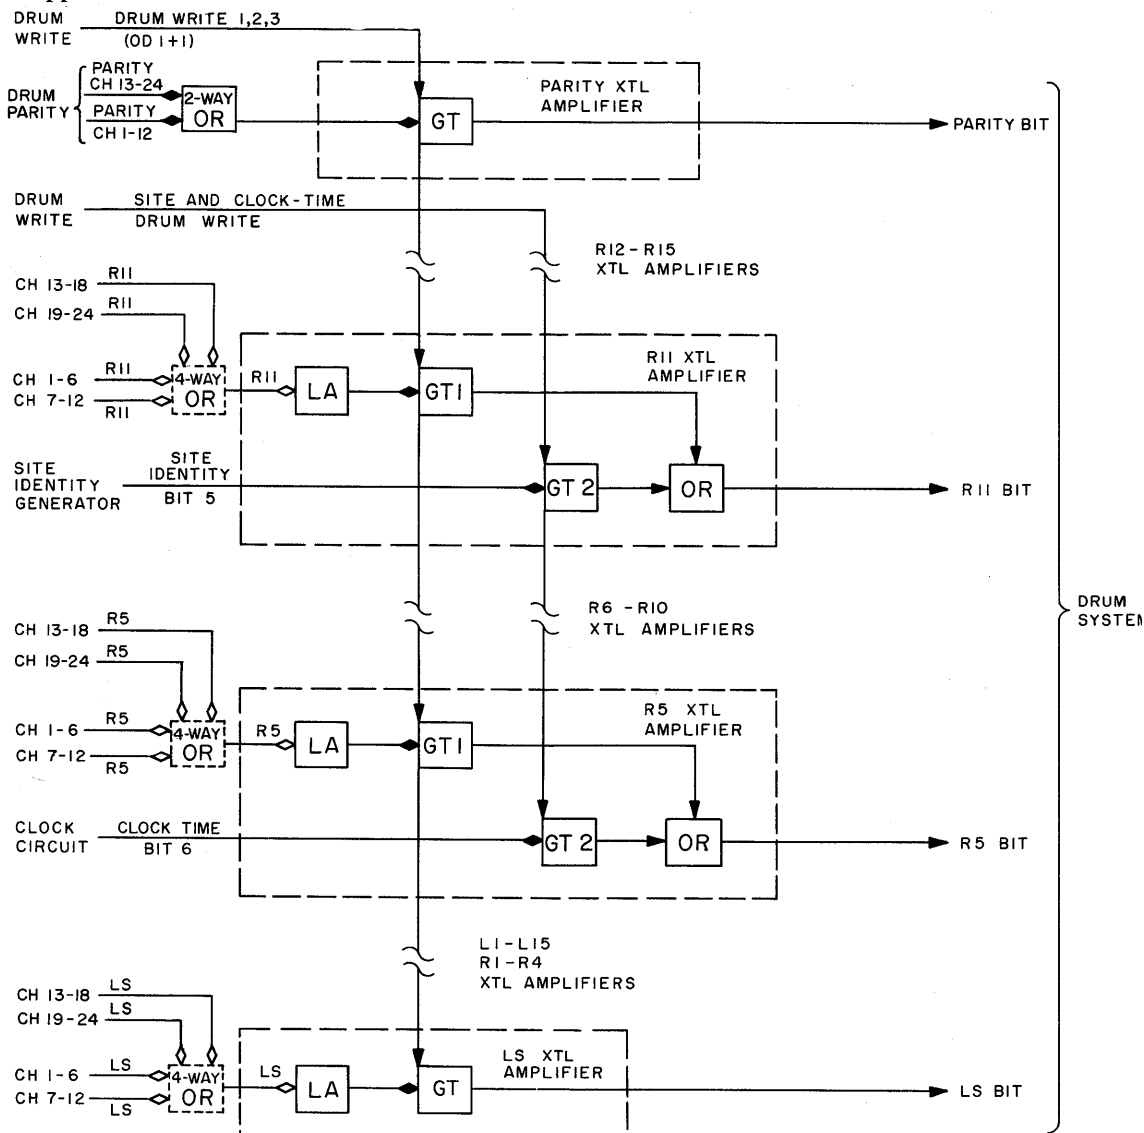 DRUM WRITE
DRUM WRITE 1,2,3
(OD 1+1)
DRUM PARITY
PARITY
CH 13-24
PARITY
CH 1-12
2-WAY
OR
PARITY XTL
AMPLIFIER
GT
PARITY BIT
DRUM
WRITE
SITE AND CLOCK-TIME
DRUM WRITE
R12-R15
XTL AMPLIFIERS
CH 13-18
R11
CH 19-24
R11
CH 1-6
R11
CH 7-12
R11
4-WAY
OR
R11
LA
GT1
R11 XTL
AMPLIFIER
SITE
IDENTITY
GENERATOR
SITE
IDENTITY
BIT 5
GT 2
OR
R11 BIT
R6 -R10
XTL AMPLIFIERS
DRUM
SYSTEM
CH 13-18
R5
CH 19-24
R5
CH 1-6
R5
CH 7-12
R5
4-WAY
OR
R5
LA
GT1
R5 XTL
AMPLIFIER
CLOCK
CIRCUIT
CLOCK TIME
BIT 6
GT 2
OR
R5 BIT
L1-L15
R1-R4
XTL AMPLIFIERS
CH 13-18
LS
CH 19-24
LS
CH 1-6
LS
CH 7-12
LS
4-WAY
OR
LS
LA
GT
LS XTL
AMPLIFIER
LS BIT